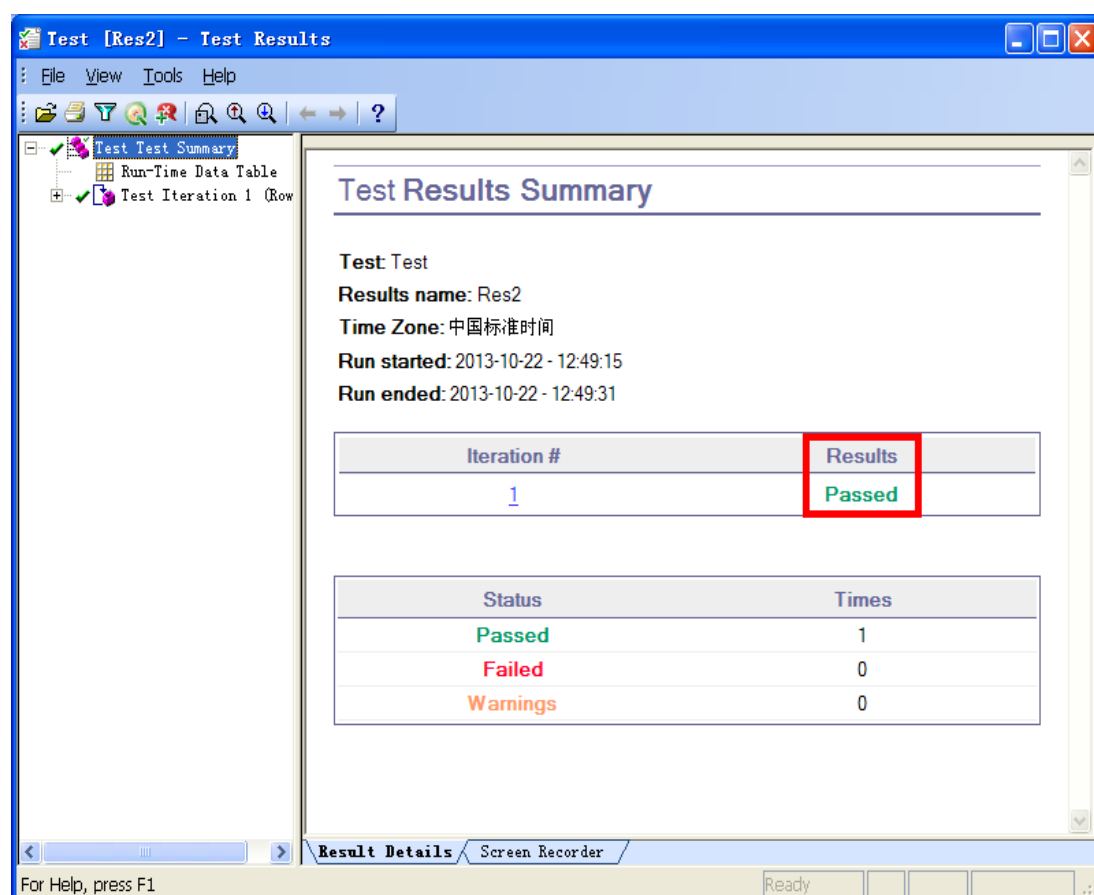 Test [Res2] - Test Results
File View Tools Help
Test Test Summary
Run-Time Data Table
Test Iteration 1 (Row
Test Results Summary
Test: Test
Results name: Res2
Time Zone: 中国标准时间
Run started: 2013-10-22 - 12:49:15
Run ended: 2013-10-22 - 12:49:31
Iteration # Results
1 Passed
Status Times
Passed 1
Failed 0
Warnings 0
Result Details Screen Recorder
For Help, press F1 Ready